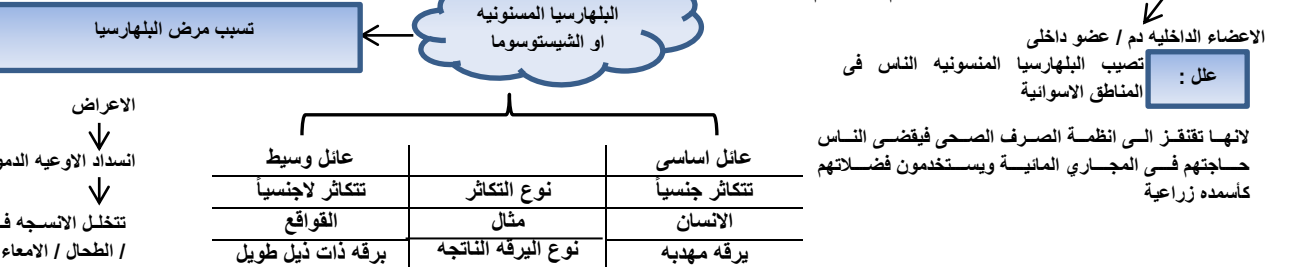 الاعضاء الداخليه دم / عضو داخلى
علل :
تصيب البلهارسيا المنسونيه الناس فى
المناطق الاسوائية
لانها تقنقز الى انظمة الصرف الصحى فيقضى الناس
حاجتهم فى المجاري المائية ويستخدمون فضلاتهم
كأسمده زراعية
البلهارسيا المسنونيه
او الشيستوسوما
تسبب مرض البلهارسيا
عائل اساسى عائل وسيط
تتكاثر جنسياً نوع التكاثر تتكاثر لاجنسياً
الانسان مثال القواقع
يرقه مهدبه نوع اليرقه الناتجه برقه ذات ذيل طويل
الاعراض
انسداد الاوعيه
تتخلل الانسجه
/ الطحال / الامعاء